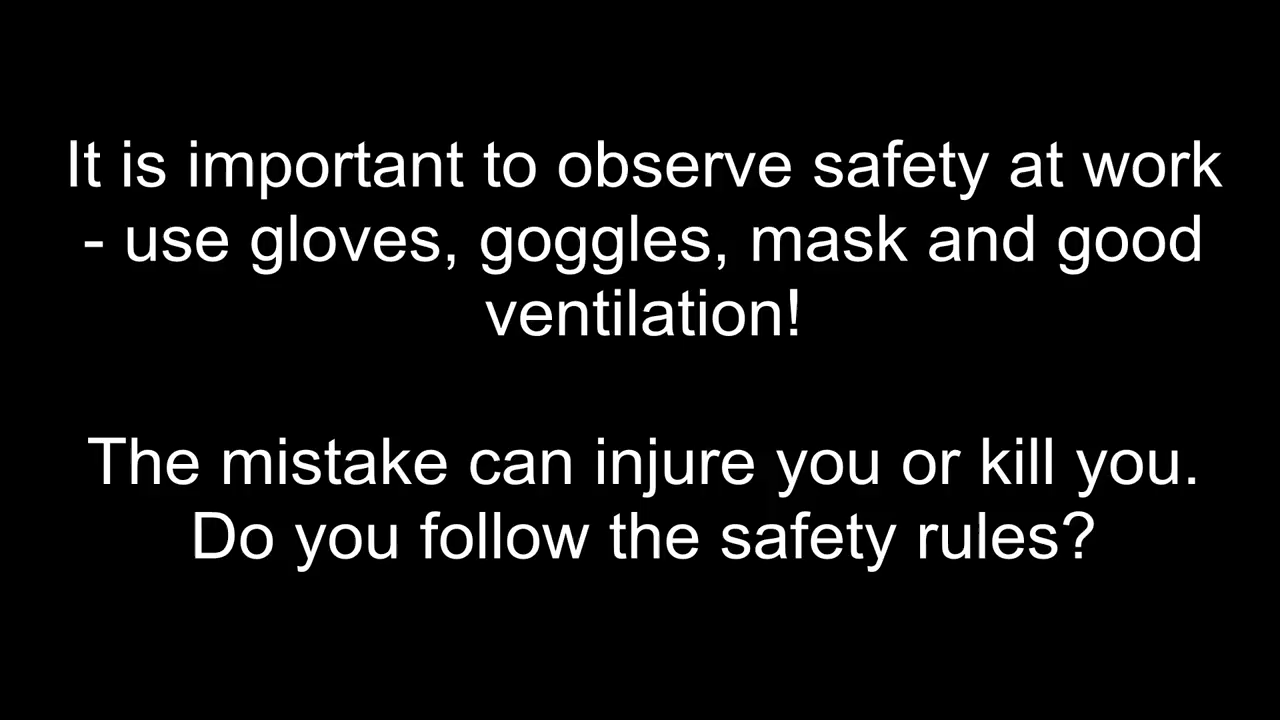 It is important to observe safety at work
- use gloves, goggles, mask and good
ventilation!
The mistake can injure you or kill you.
Do you follow the safety rules?